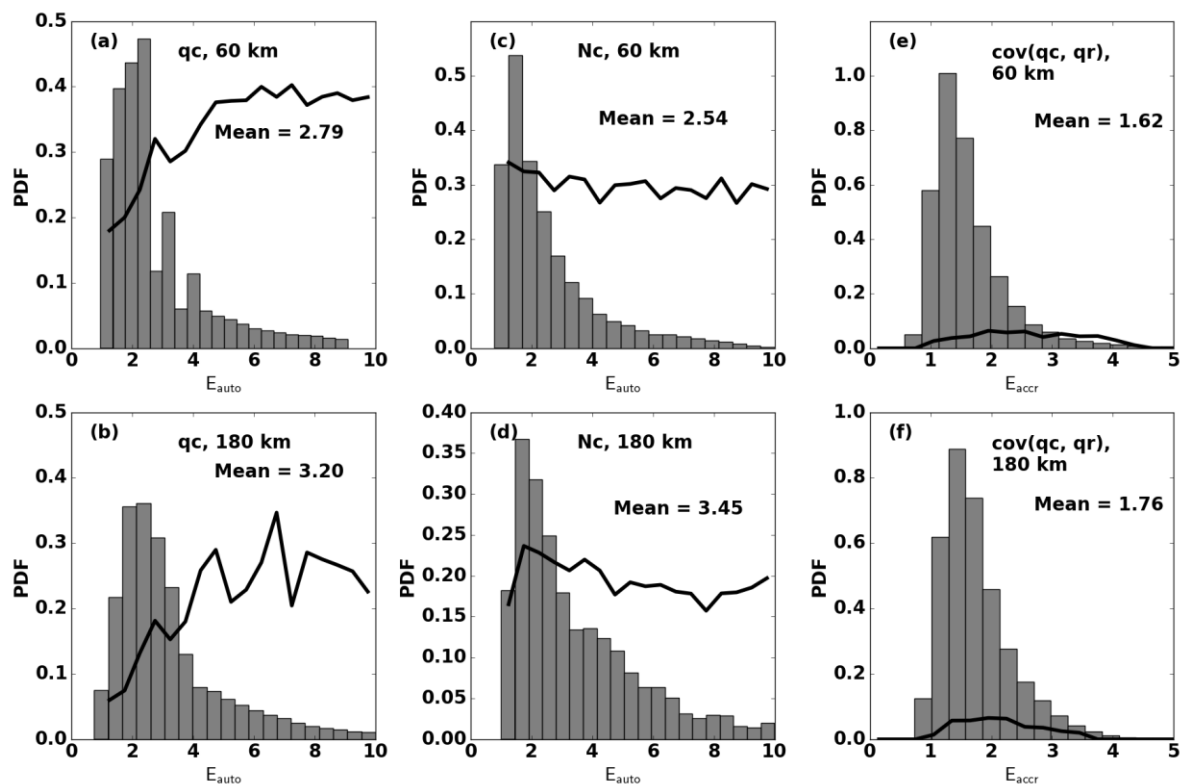 (a)
qc, 60 km
Mean = 2.79
PDF
0.5
0.4
0.3
0.2
0.1
0.0
0 2 4 6 8 10
E_auto
(c)
Nc, 60 km
Mean = 2.54
PDF
0.5
0.4
0.3
0.2
0.1
0.0
0 2 4 6 8 10
E_auto
(e)
cov(qc, qr),
60 km
Mean = 1.62
PDF
1.0
0.8
0.6
0.4
0.2
0.0
0 1 2 3 4 5
E_accr
(b)
qc, 180 km
Mean = 3.20
PDF
0.5
0.4
0.3
0.2
0.1
0.0
0 2 4 6 8 10
E_auto
(d)
Nc, 180 km
Mean = 3.45
PDF
0.40
0.35
0.30
0.25
0.20
0.15
0.10
0.05
0.00
0 2 4 6 8 10
E_auto
(f)
cov(qc, qr),
180 km
Mean = 1.76
PDF
1.0
0.8
0.6
0.4
0.2
0.0
0 1 2 3 4 5
E_accr